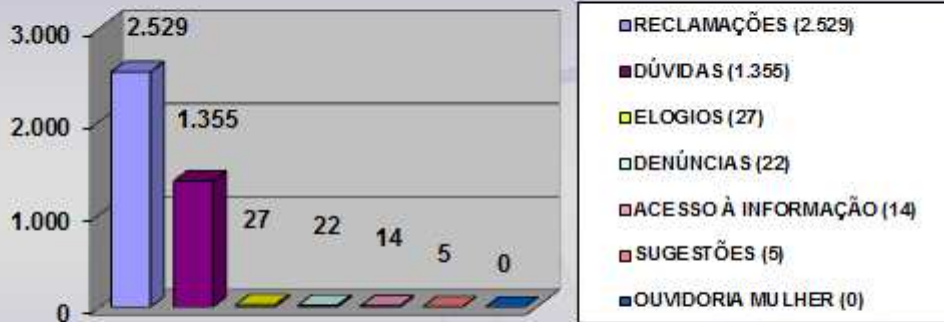 3.000
2.000
1.000
0
2.529
1.355
27
22
14
5
0
RECLAMAÇÕES (2.529)
DÚVIDAS (1.355)
ELOGIOS (27)
DENÚNCIAS (22)
ACESSO À INFORMAÇÃO (14)
SUGESTÕES (5)
OUVIDORIA MULHER (0)